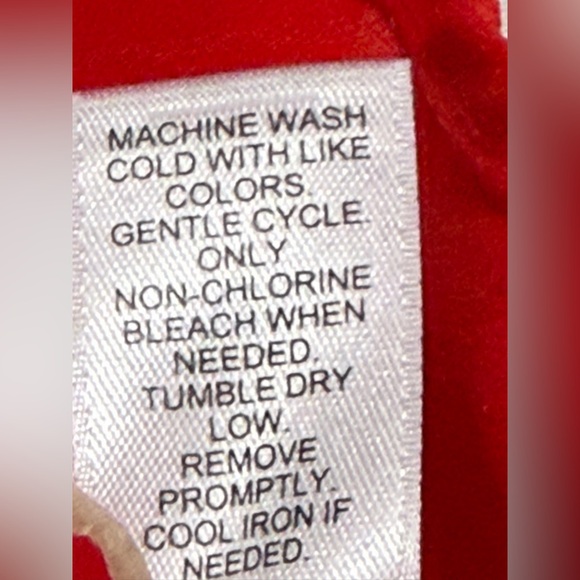 MACHINE WASH
COLD WITH LIKE
COLORS.
GENTLE CYCLE.
ONLY
NON-CHLORINE
BLEACH WHEN
NEEDED.
TUMBLE DRY
LOW.
REMOVE
PROMPTLY.
COOL IRON IF
NEEDED.